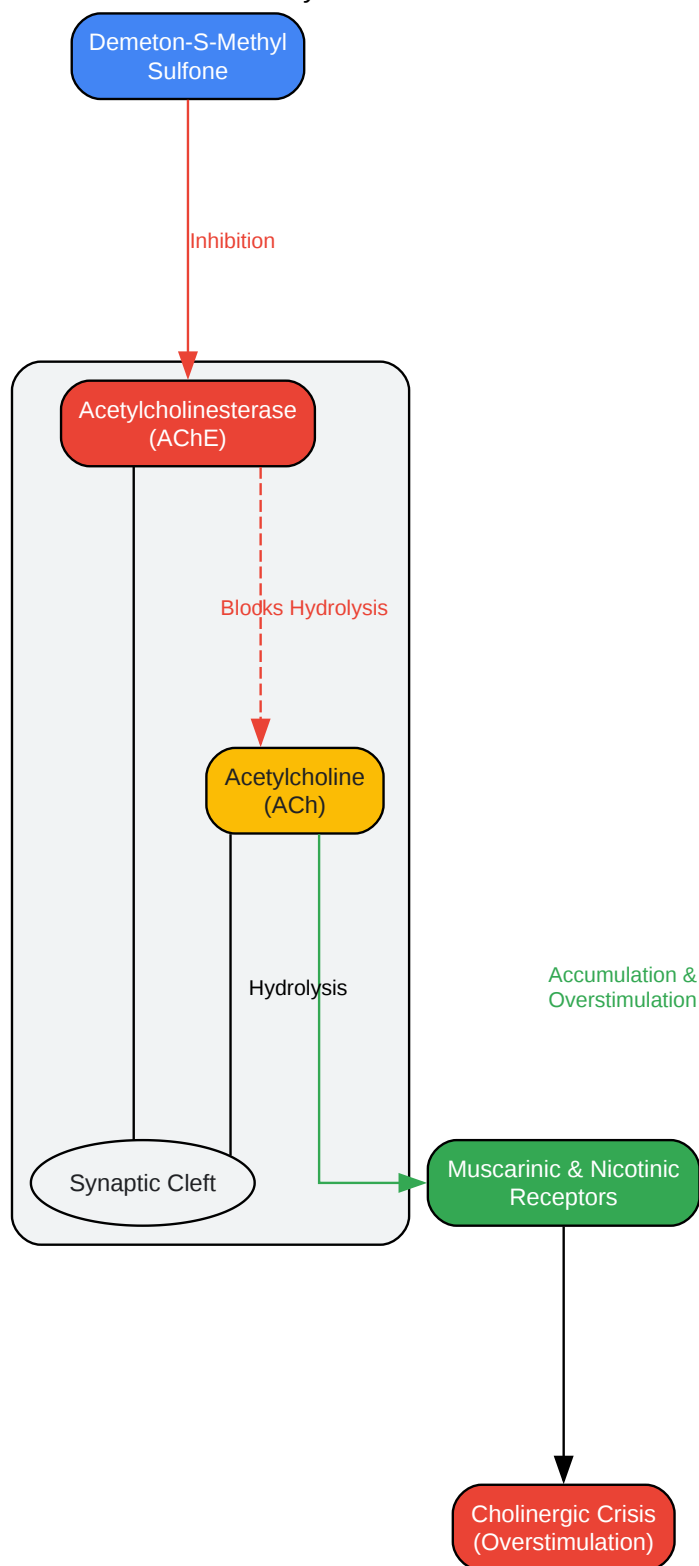 Demeton-S-Methyl
Sulfone
Inhibition
Acetylcholinesterase
(AChE)
Blocks Hydrolysis
Acetylcholine
(ACh)
Hydrolysis
Accumulation &
Overstimulation
Synaptic Cleft
Muscarinic & Nicotinic
Receptors
Cholinergic Crisis
(Overstimulation)